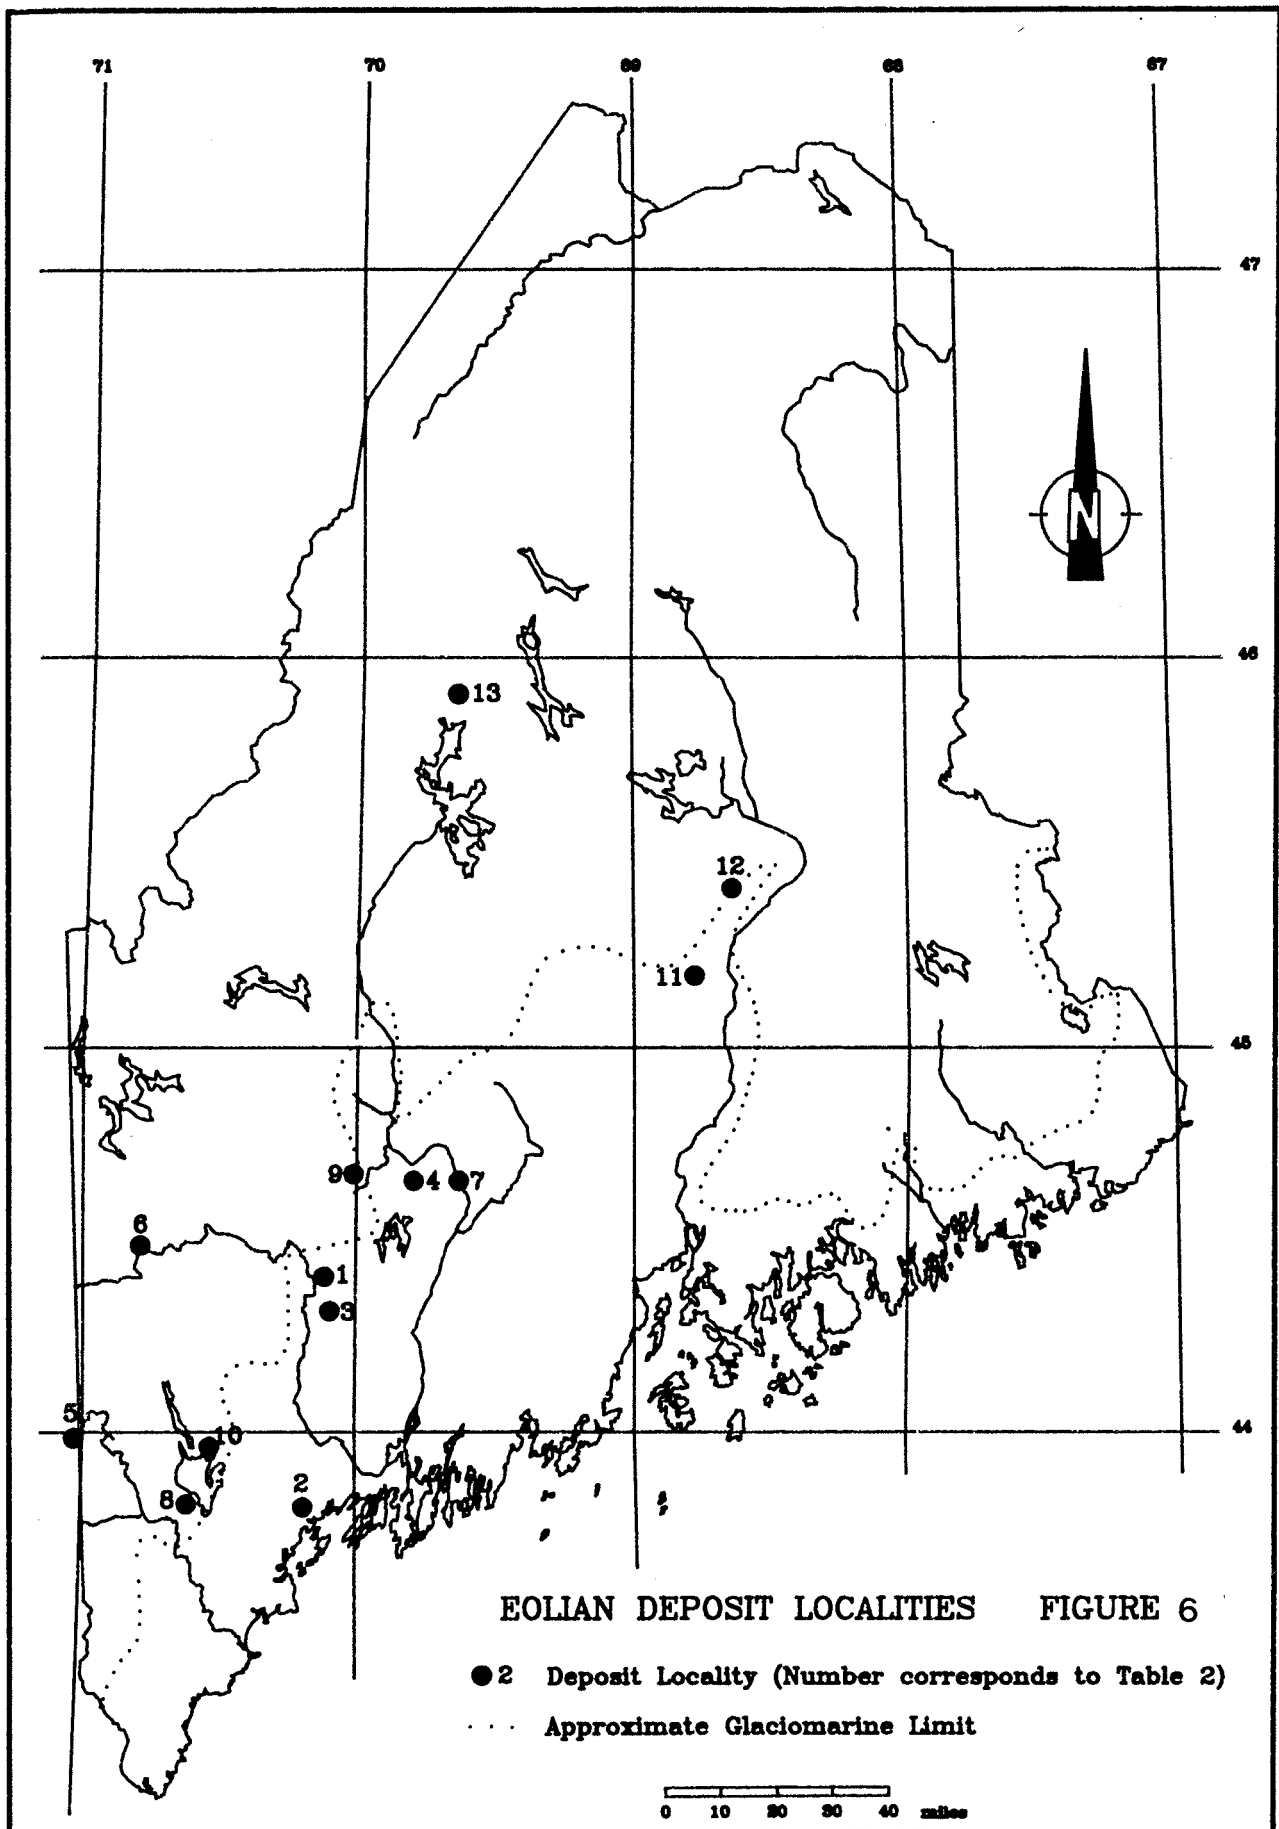 71 70 69 68 67
47
N
46
13
12
11
45
9 4 7
6
1
3
5 10 44
8 2
EOLIAN DEPOSIT LOCALITIES FIGURE 6
2 Deposit Locality (Number corresponds to Table 2)
Approximate Glaciomarine Limit
0 10 20 30 40 miles